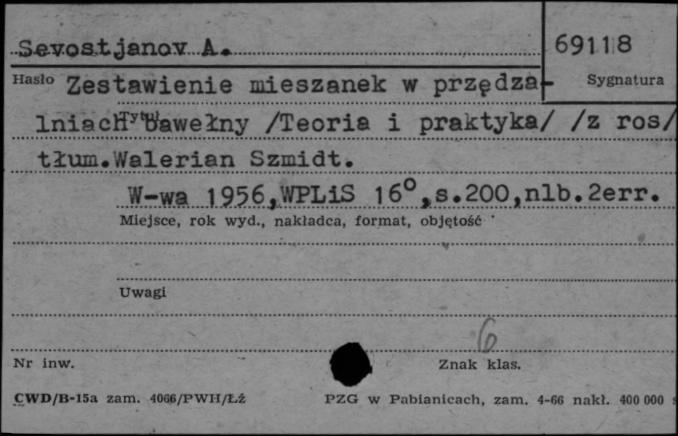 Sevostjanov A.
69118
Hasło Zestawienie mieszanek w przędza-
Sygnatura
lniach bawełny /Teoria i praktyka/ /z ros/
Tytuł
tłum.Walerian Szmidt.
W-wa 1956,WPLiS 16°,s.200,nlb.2err.
Miejsce, rok wyd., nakładca, format, objętość
Uwagi
6
Nr inw.
Znak klas.
CWD/B-15a zam. 4066/PWH/Łż
PZG w Pabianicach, zam. 4-66 nakł. 400 000